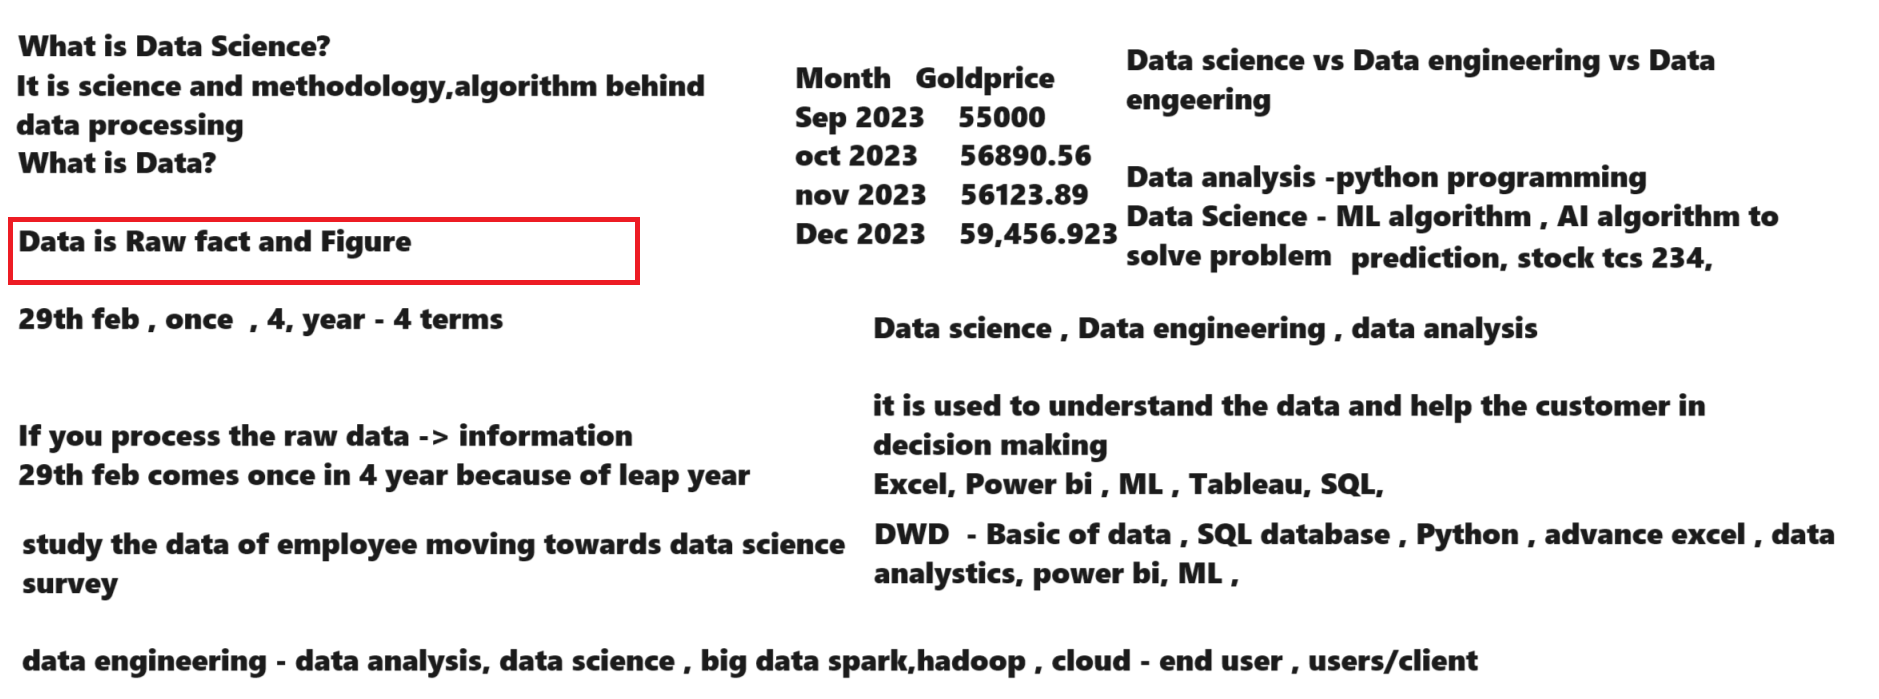 What is Data Science?
It is science and methodology,algorithm behind
data processing
What is Data?
Data is Raw fact and Figure
29th feb , once , 4, year - 4 terms
If you process the raw data -> information
29th feb comes once in 4 year because of leap year
study the data of employee moving towards data science
survey
Month Goldprice
Sep 2023 55000
oct 2023 56890.56
nov 2023 56123.89
Dec 2023 59,456.923
Data science vs Data engineering vs Data
engeering
Data analysis -python programming
Data Science - ML algorithm , AI algorithm to
solve problem prediction, stock tcs 234,
Data science , Data engineering , data analysis
it is used to understand the data and help the customer in
decision making
Excel, Power bi , ML , Tableau, SQL,
DWD - Basic of data , SQL database , Python , advance excel , data
analystics, power bi, ML ,
data engineering - data analysis, data science , big data spark,hadoop , cloud - end user , users/client